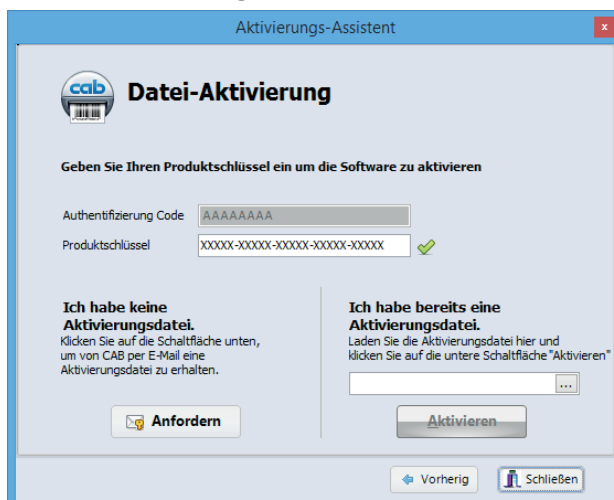 Aktivierungs-Assistent
x
cab
Datei-Aktivierung
Geben Sie Ihren Produktschlüssel ein um die Software zu aktivieren
Authentifizierung Code AAAAAAAA
Produktschlüssel XXXXX-XXXXX-XXXXX-XXXXX-XXXXX
Ich habe keine
Aktivierungsdatei.
Klicken Sie auf die Schaltfläche unten,
um von CAB per E-Mail eine
Aktivierungsdatei zu erhalten.
Anfordern
Ich habe bereits eine
Aktivierungsdatei.
Laden Sie die Aktivierungsdatei hier und
klicken Sie auf die untere Schaltfläche "Aktivieren"
...
Aktivieren
Vorherig
Schließen